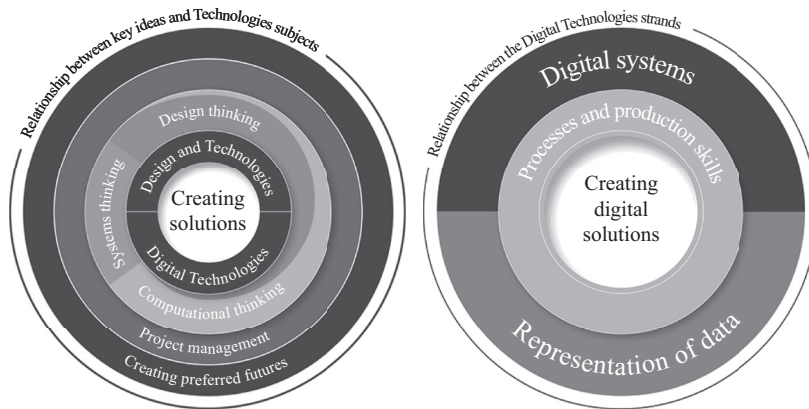 Relationship between key ideas and Technologies subjects
Design thinking
Systems thinking
Design and Technologies
Creating
solutions
Digital Technologies
Computational thinking
Project management
Creating preferred futures
Relationship between the Digital Technologies strands
Digital systems
Processes and production skills
Creating
digital
solutions
Representation of data